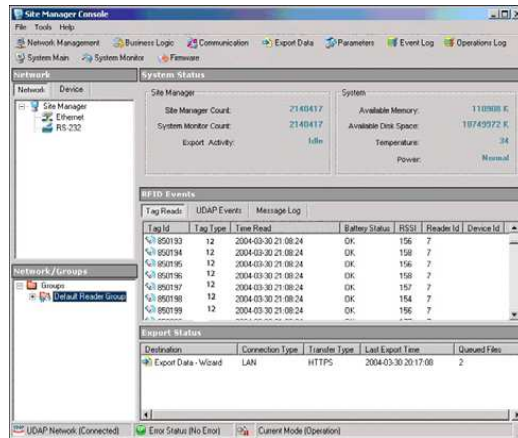 Site Manager Console
File Tools Help
Network Management Business Logic Communication Export Data Parameters Event Log Operations Log
System Main System Monitor Firmware
Network
Network Device
Site Manager
Ethernet
RS-232
System Status
Site Manager
Site Manager Count: 2140417
System Monitor Count: 2140417
Export Activity: Idle
System
Available Memory: 110908 K
Available Disk Space: 10749972 K
Temperature: 34
Power: Normal
RFID Events
Tag Reads UDAP Events Message Log
Tag Id Tag Type Time Read Battery Status RSSI Reader Id Device Id
850193 12 2004-03-30 21:08:24 OK 156 7
850194 12 2004-03-30 21:08:24 OK 158 7
850195 12 2004-03-30 21:08:24 OK 156 7
850196 12 2004-03-30 21:08:24 OK 158 7
850197 12 2004-03-30 21:08:24 OK 157 7
850198 12 2004-03-30 21:08:24 OK 154 7
850199 12 2004-03-30 21:08:24 OK 156 7
Network/Groups
Groups
Default Reader Group
Export Status
Destination Connection Type Transfer Type Last Export Time Queued Files
Export Data - Wizard LAN HTTPS 2004-03-30 20:17:08 2
UDAP Network (Connected) Error Status (No Error) Current Mode (Operation)